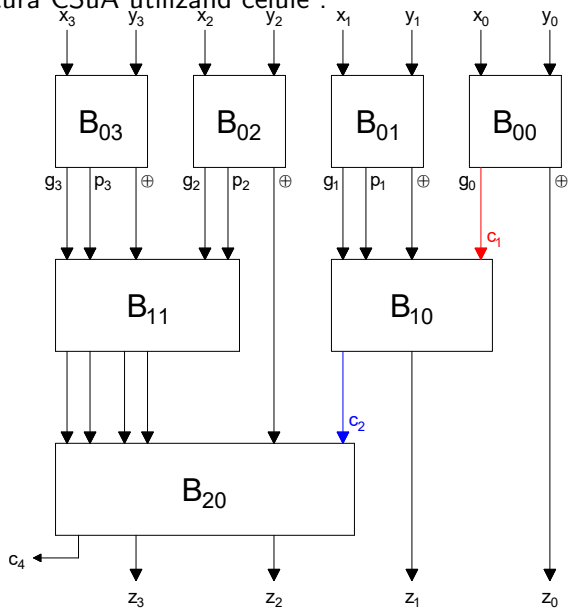 CSuA utilizând celule :
x₃ y₃ x₂ y₂ x₁ y₁ x₀ y₀
B₀₃ B₀₂ B₀₁ B₀₀
g₃ p₃ ⊕ g₂ p₂ ⊕ g₁ p₁ ⊕ g₀ ⊕
c₁
B₁₁ B₁₀
c₂
B₂₀
c₄
z₃ z₂ z₁ z₀